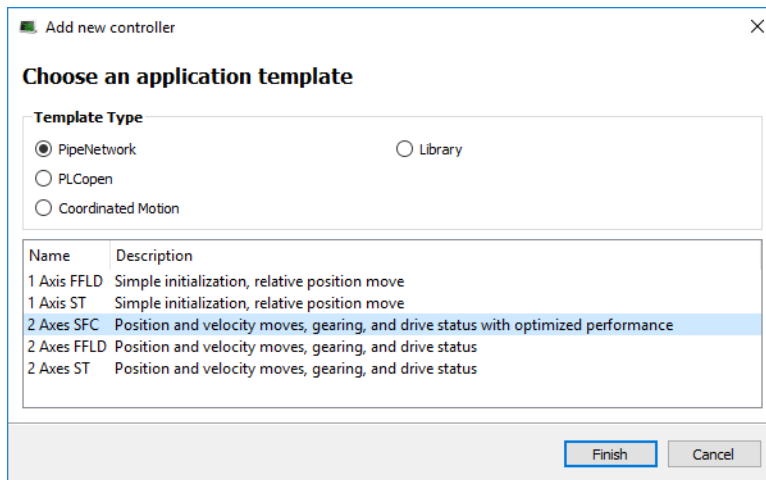 Add new controller
Choose an application template
Template Type
PipeNetwork Library
PLCopen
Coordinated Motion
Name Description
1 Axis FFLD Simple initialization, relative position move
1 Axis ST Simple initialization, relative position move
2 Axes SFC Position and velocity moves, gearing, and drive status with optimized performance
2 Axes FFLD Position and velocity moves, gearing, and drive status
2 Axes ST Position and velocity moves, gearing, and drive status
Finish Cancel